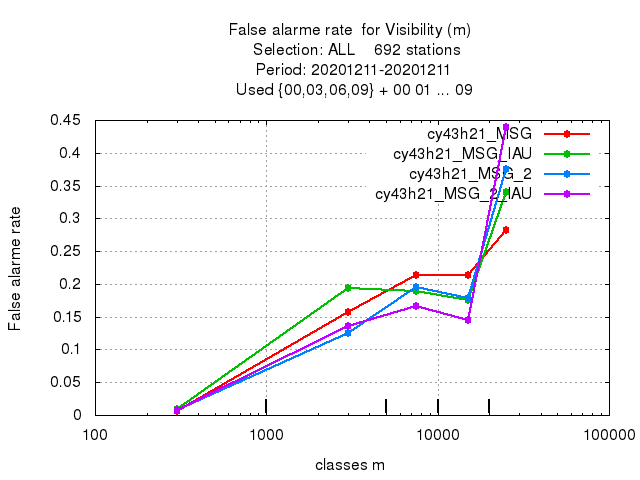 False alarme rate  for Visibility (m)
Selection: ALL    692 stations
Period: 20201211-20201211
Used {00,03,06,09} + 00 01 ... 09
0.45
0.4
0.35
0.3
0.25
0.2
0.15
0.1
0.05
0
False alarme rate
cy43h21_MSG
cy43h21_MSG_IAU
cy43h21_MSG_2
cy43h21_MSG_2_IAU
100 1000 10000 100000
classes m